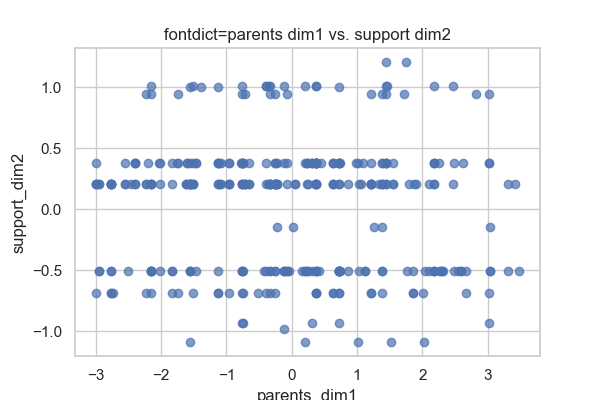 fontdict=parents dim1 vs. support dim2
support_dim2
1.0
0.5
0.0
−0.5
−1.0
−3 −2 −1 0 1 2 3
parents_dim1